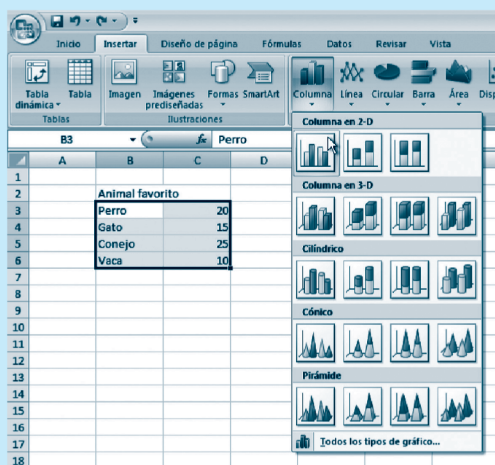 Inicio Insertar Diseño de página Fórmulas Datos Revisar Vista
Tabla dinámica Tabla Imagen Imágenes prediseñadas Formas SmartArt Columna Línea Circular Barra Área Disp
Tablas Ilustraciones
B3 fx Perro
A B C D
1
2 Animal favorito
3 Perro 20
4 Gato 15
5 Conejo 25
6 Vaca 10
7
8
9
10
11
12
13
14
15
16
17
18
Columna en 2-D
Columna en 3-D
Cilíndrico
Cónico
Pirámide
Todos los tipos de gráfico...